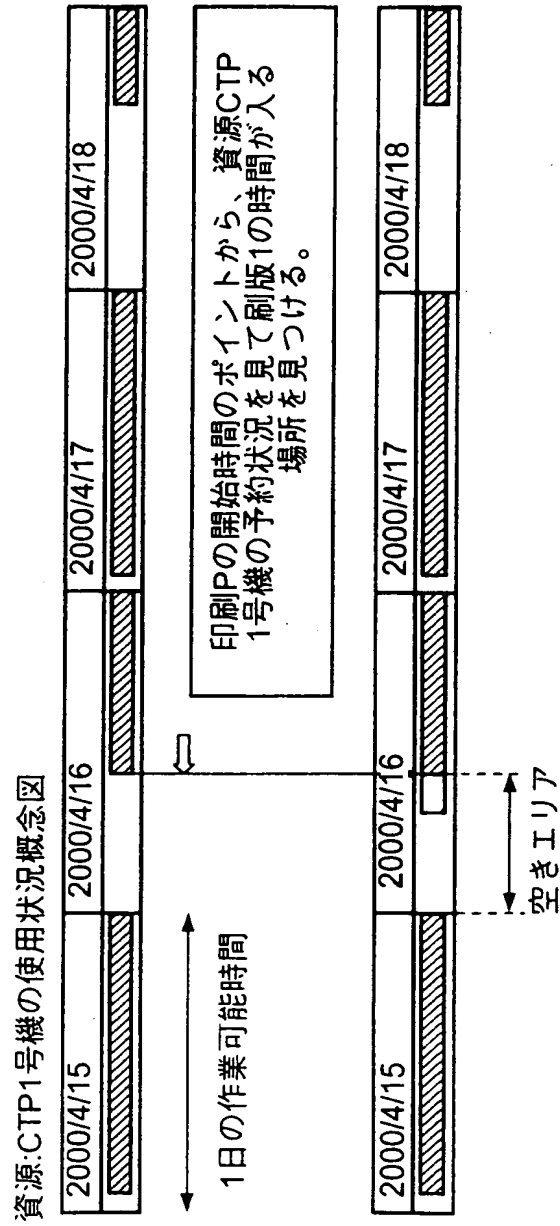 資源:CTP1号機の使用状況概念図
2000/4/15
2000/4/16
2000/4/17
2000/4/18
1日の作業可能時間
印刷Pの開始時間のポイントから、資源CTP
1号機の予約状況を見て刷版1の時間が入る
場所を見つける。
2000/4/15
2000/4/16
2000/4/17
2000/4/18
空きエリア